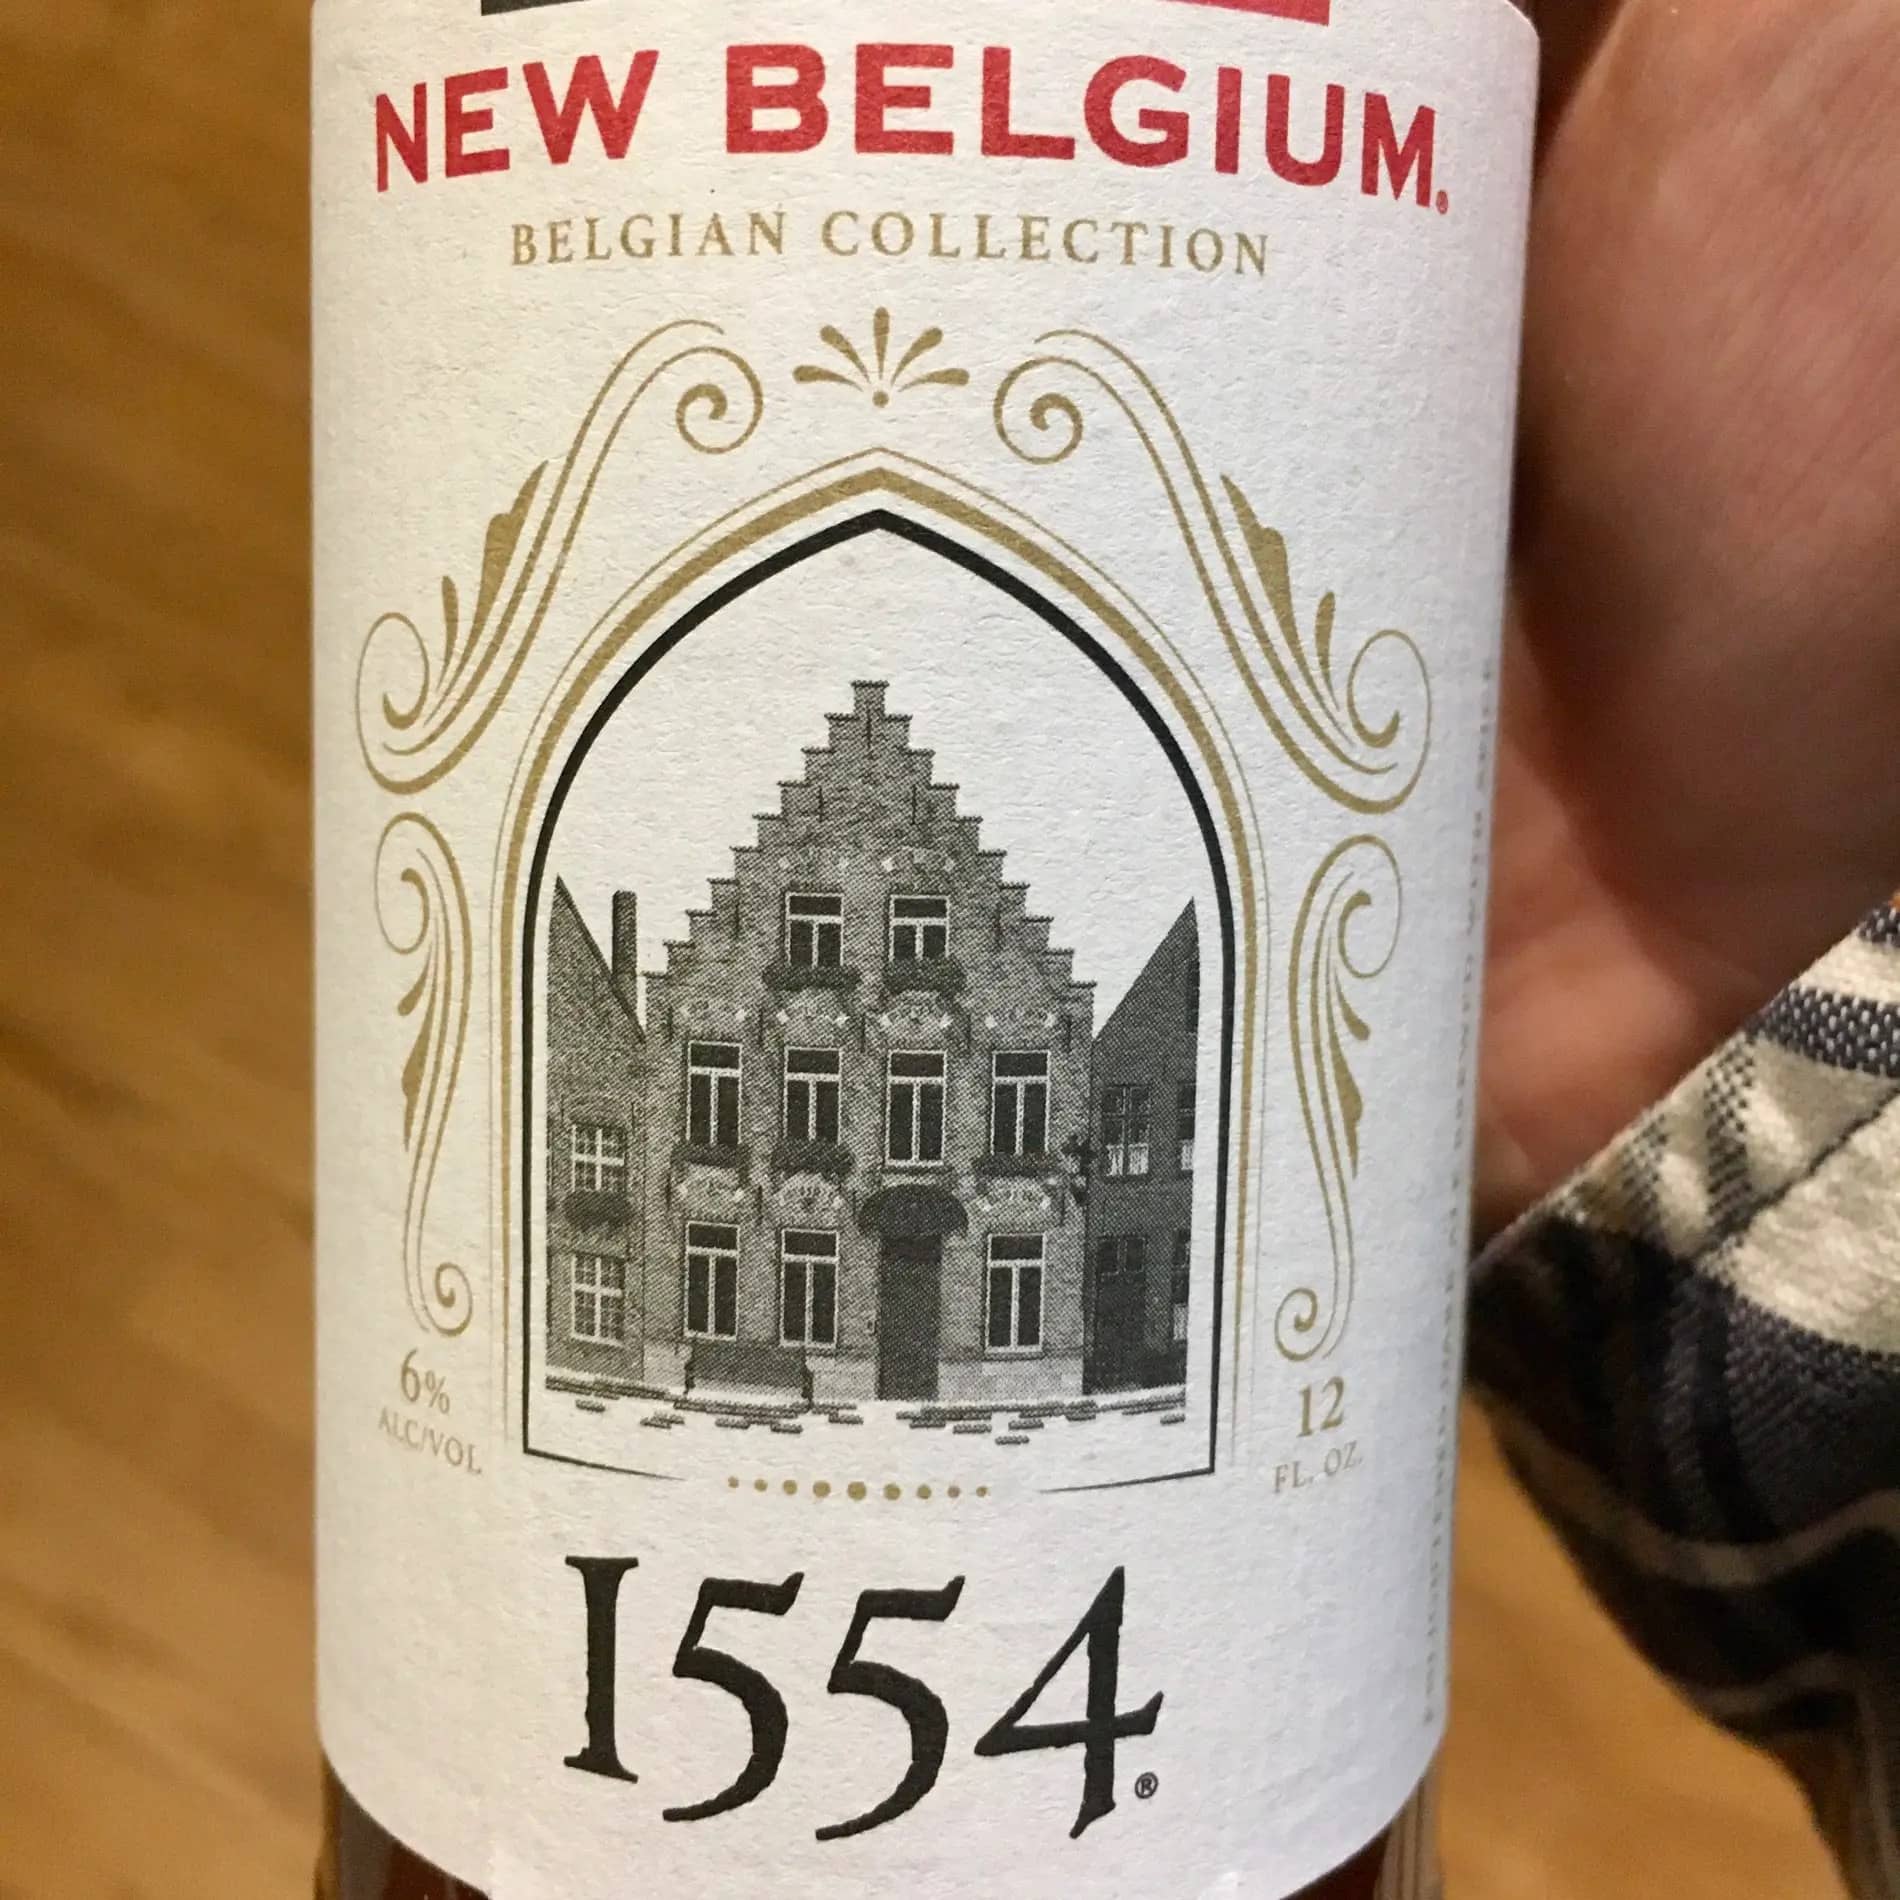 NEW BELGIUM®
BELGIAN COLLECTION
6%
ALC/VOL
12
FL. OZ.
1554®